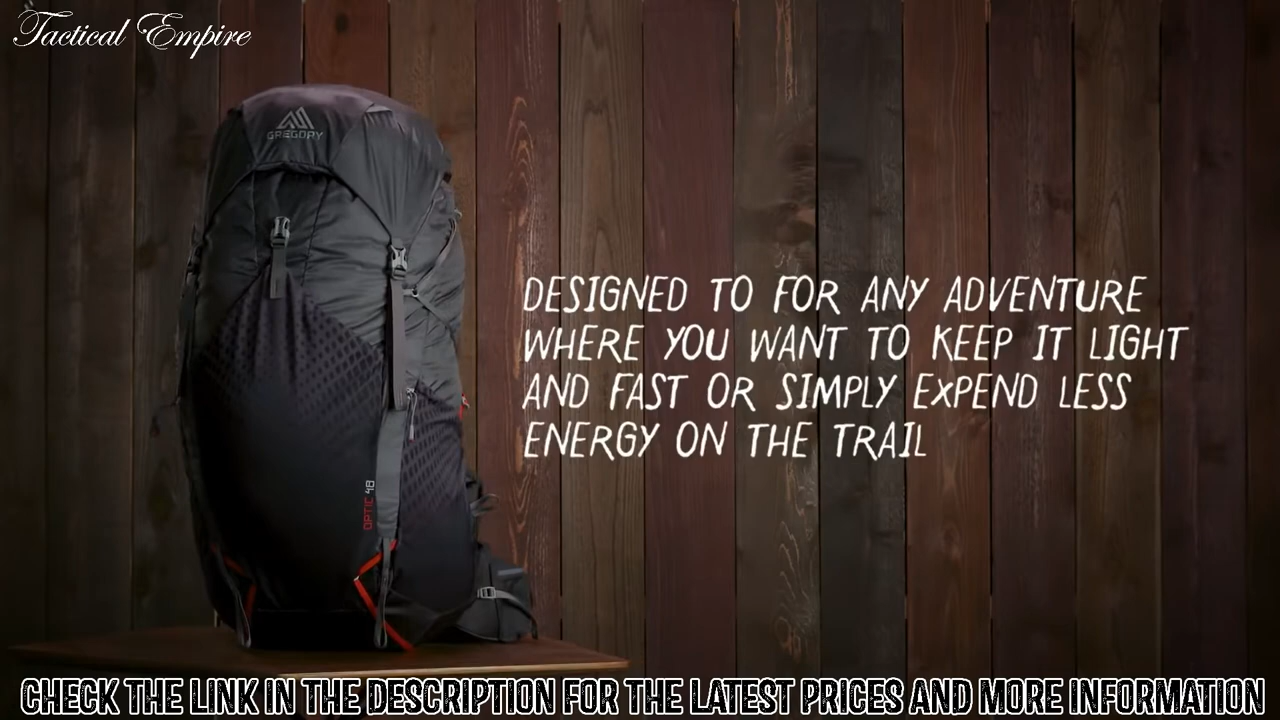 Tactical Empire
GREGORY
OPTIC 48
DESIGNED TO FOR ANY ADVENTURE
WHERE YOU WANT TO KEEP IT LIGHT
AND FAST OR SIMPLY EXPEND LESS
ENERGY ON THE TRAIL
CHECK THE LINK IN THE DESCRIPTION FOR THE LATEST PRICES AND MORE INFORMATION